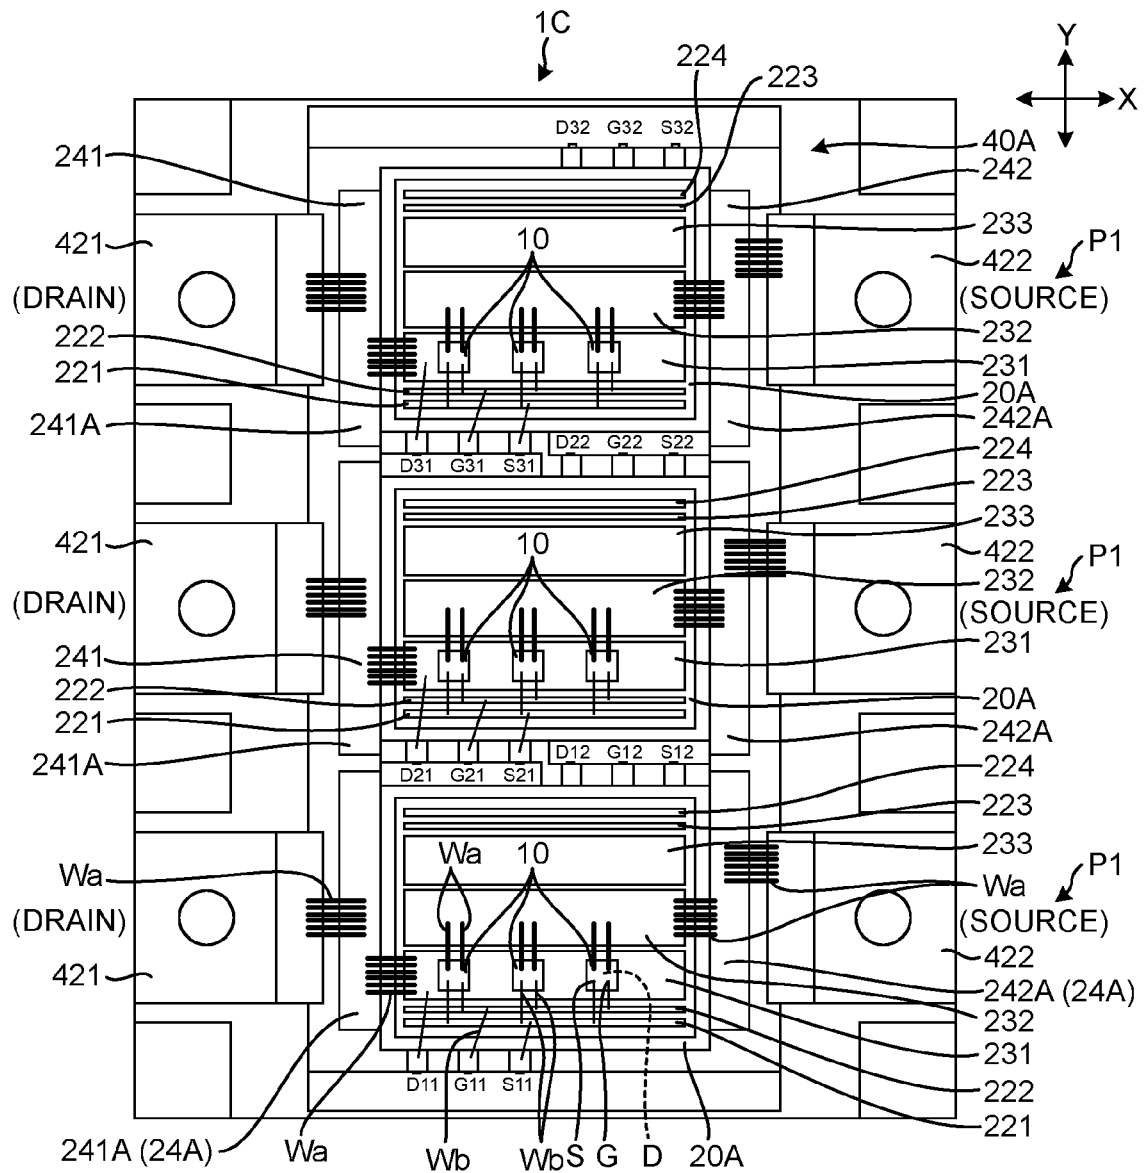 1C
Y
X
224
223
D32 G32 S32
40A
241
242
421
10
233
P1
422
(DRAIN)
(SOURCE)
222
232
221
231
20A
241A
242A
D22 G22 S22
D31 G31 S31
224
223
233
421
10
422
P1
232
(DRAIN)
(SOURCE)
241
231
222
20A
221
242A
241A
D12 G12 S12
D21 G21 S21
224
223
233
Wa
Wa 10
P1
Wa
(DRAIN)
(SOURCE)
421
422
242A (24A)
232
231
D11 G11 S11
222
221
241A (24A) Wa Wb Wb S G D 20A